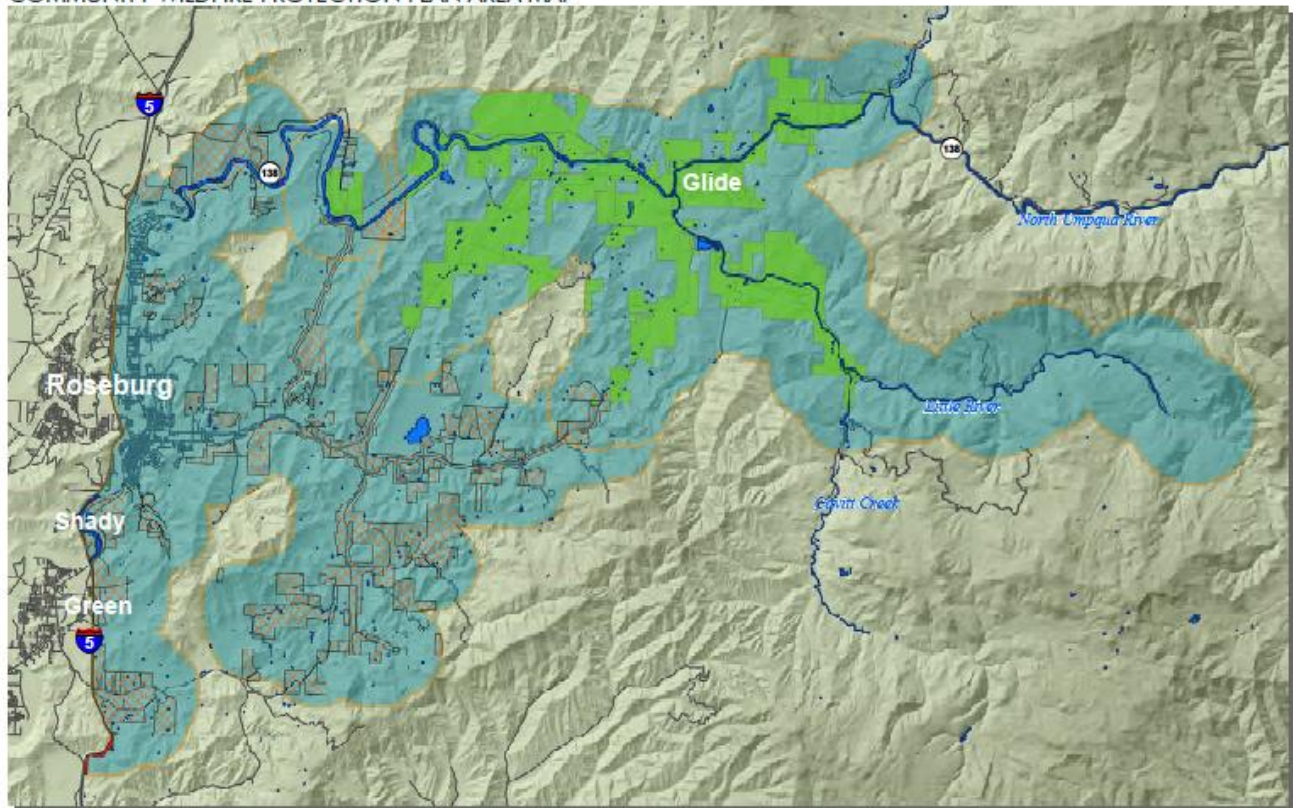 COMMUNITY WILDFIRE PROTECTION PLAN AREA MAP
5
138
138
Glide
North Umpqua River
Roseburg
Little River
Cavitt Creek
Shady
Green
5